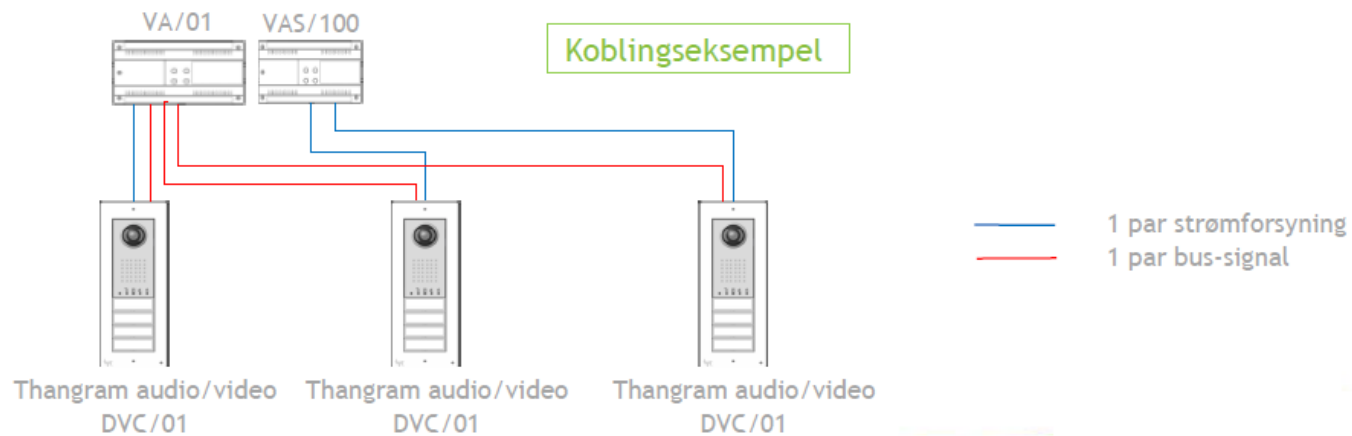 VA/01
VAS/100
Koblingseksempel
1 par strømforsyning
1 par bus-signal
Thangram audio/video
DVC/01
Thangram audio/video
DVC/01
Thangram audio/video
DVC/01